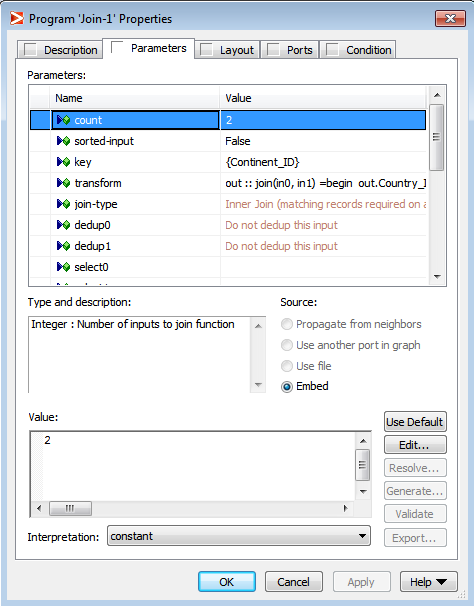 Program 'Join-1' Properties
Description Parameters Layout Ports Condition
Parameters:
Name Value
count 2
sorted-input False
key {Continent_ID}
transform out :: join(in0, in1) =begin out.Country_I
join-type Inner Join (matching records required on a
dedup0 Do not dedup this input
dedup1 Do not dedup this input
select0
Type and description: Source:
Integer : Number of inputs to join function
Propagate from neighbors
Use another port in graph
Use file
Embed
Value:
2
Use Default
Edit...
Resolve...
Generate...
Validate
Export...
Interpretation: constant
OK Cancel Apply Help